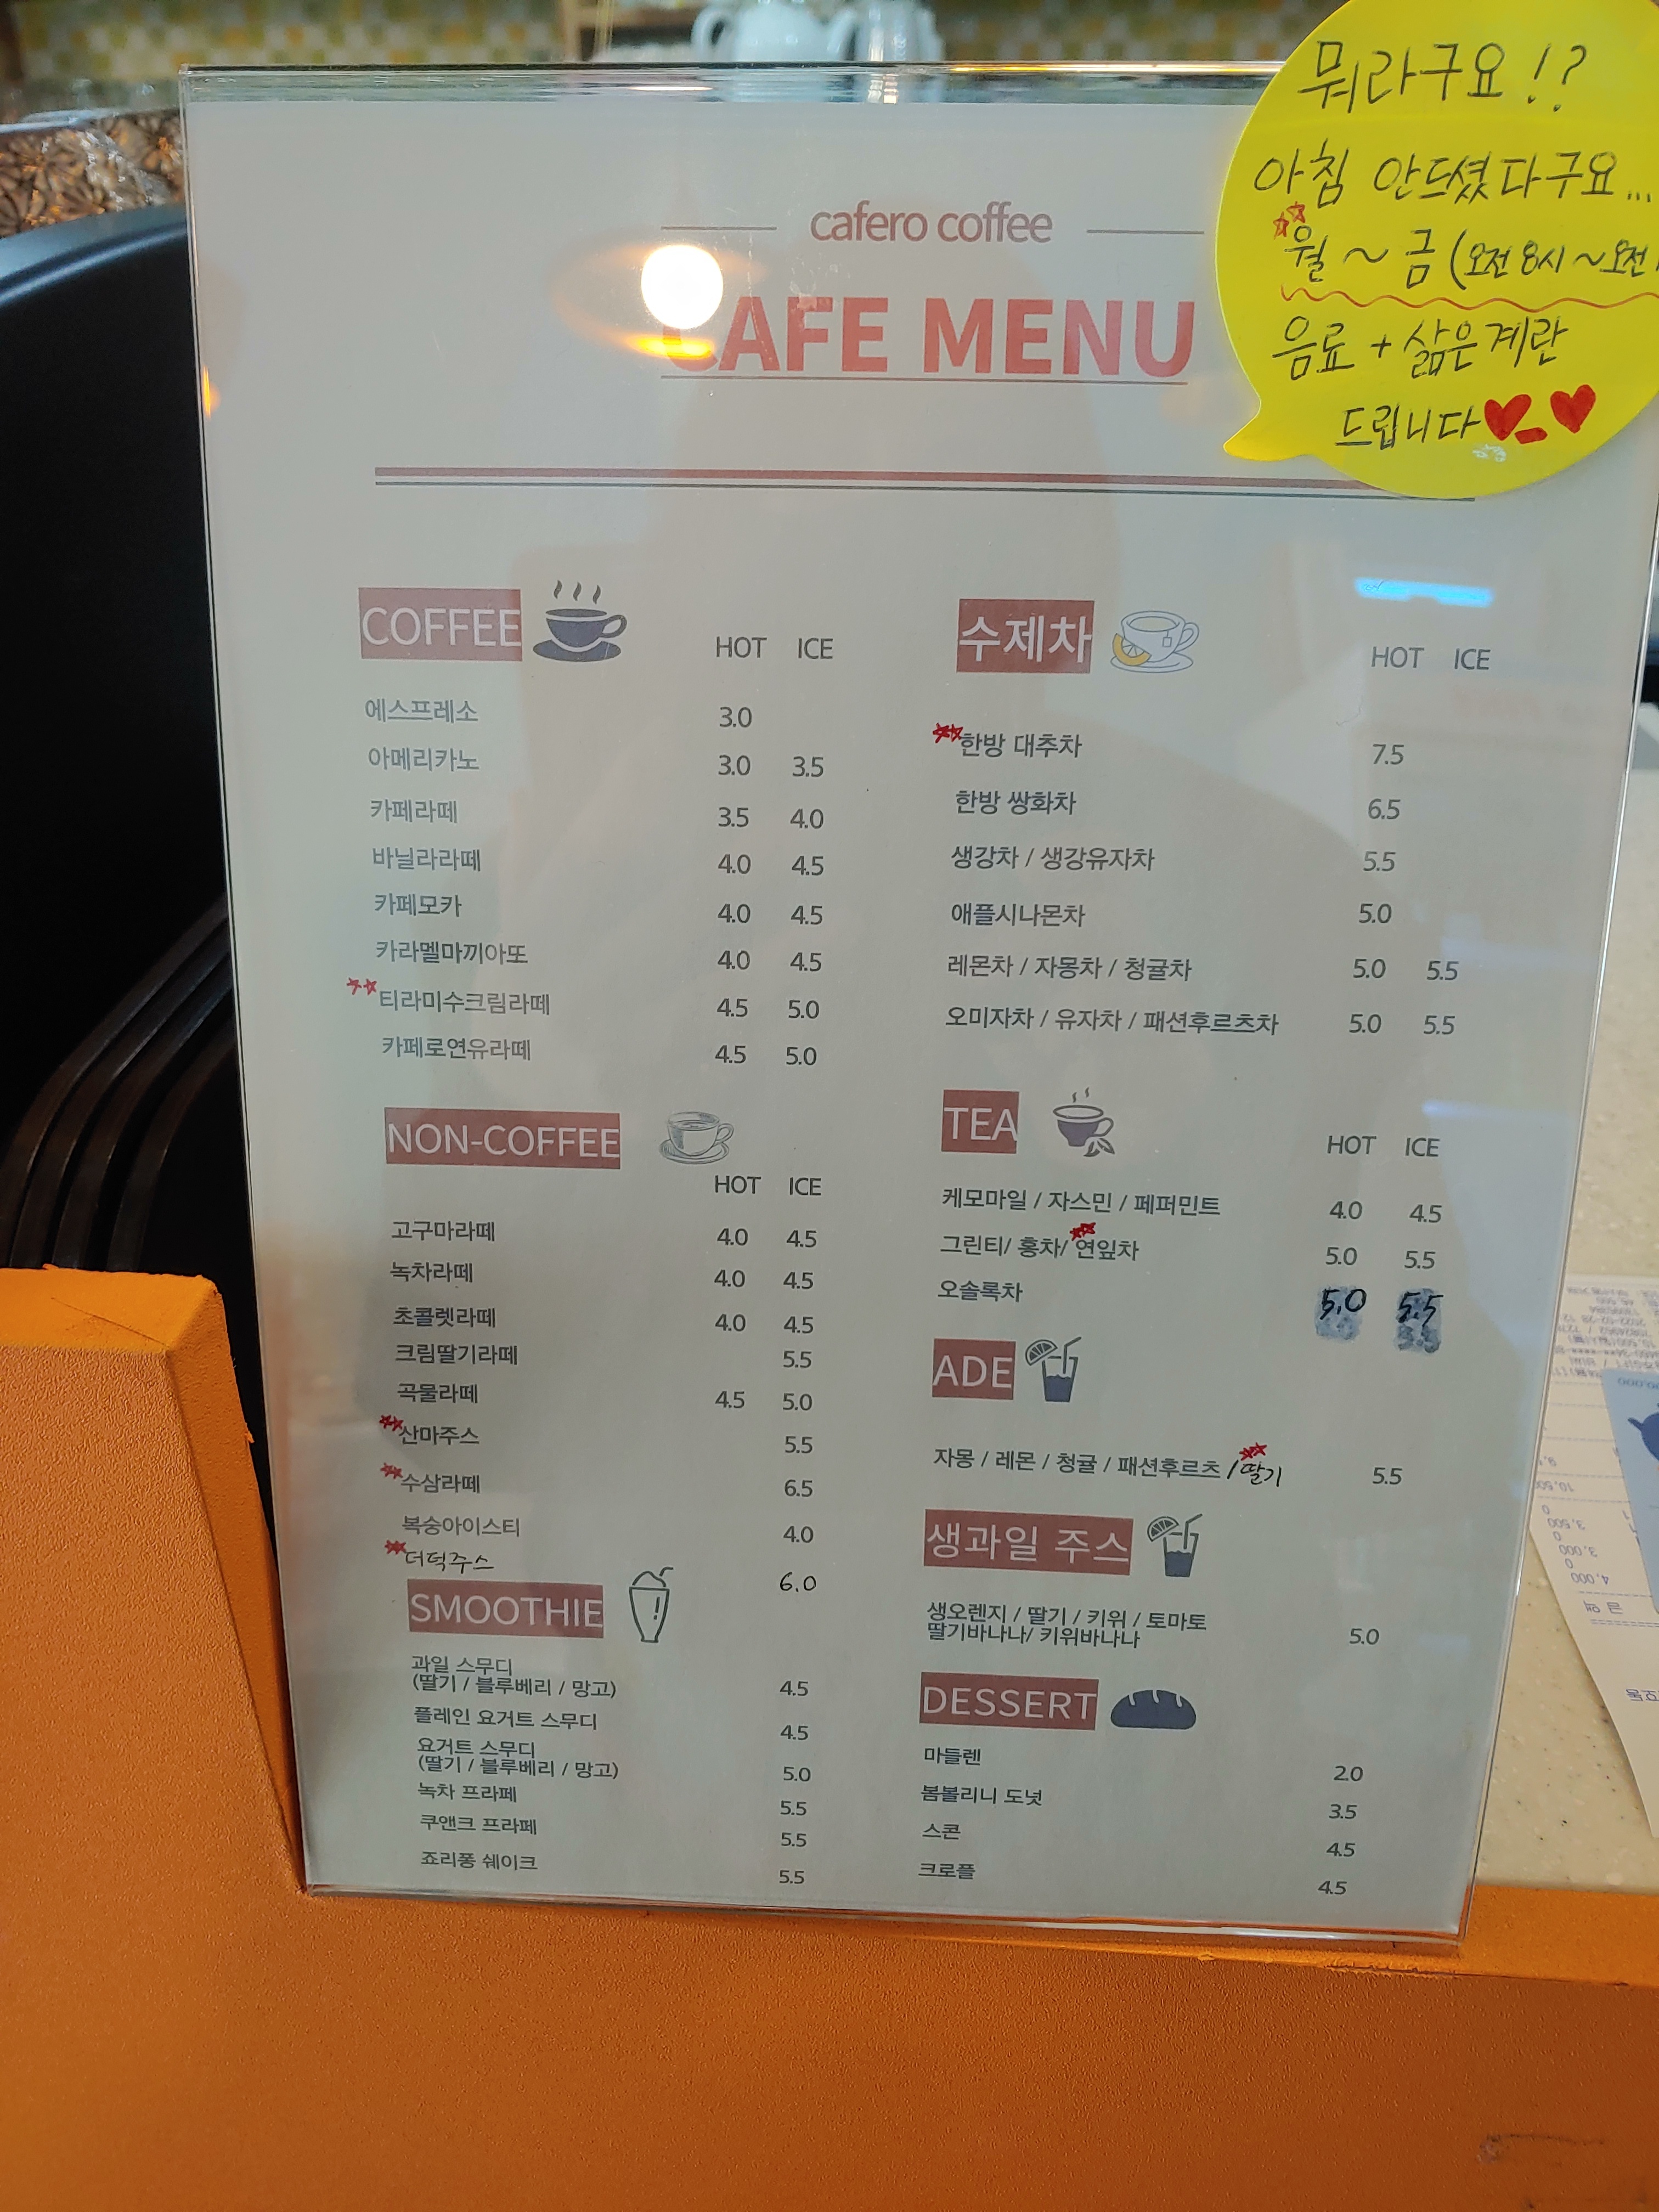 뭐라구요!?
아침 안드셨다구요...
월 ~ 금 (오전 8시 ~ 오전
음료 + 삶은계란
드립니다
cafero coffee
CAFE MENU
COFFEE
HOT ICE
에스프레소 3.0
아메리카노 3.0 3.5
카페라떼 3.5 4.0
바닐라라떼 4.0 4.5
카페모카 4.0 4.5
카라멜마끼아또 4.0 4.5
티라미수크림라떼 4.5 5.0
카페로연유라떼 4.5 5.0
NON-COFFEE
HOT ICE
고구마라떼 4.0 4.5
녹차라떼 4.0 4.5
초콜렛라떼 4.0 4.5
크림딸기라떼 5.5
곡물라떼 4.5 5.0
산마주스 5.5
수삼라떼 6.5
복숭아이스티 4.0
더덕주스 6.0
SMOOTHIE
과일 스무디
(딸기 / 블루베리 / 망고) 4.5
플레인 요거트 스무디 4.5
요거트 스무디
(딸기 / 블루베리 / 망고) 5.0
녹차 프라페 5.5
쿠앤크 프라페 5.5
죠리퐁 쉐이크 5.5
수제차
HOT ICE
한방 대추차 7.5
한방 쌍화차 6.5
생강차 / 생강유자차 5.5
애플시나몬차 5.0
레몬차 / 자몽차 / 청귤차 5.0 5.5
오미자차 / 유자차 / 패션후르츠차 5.0 5.5
TEA
HOT ICE
케모마일 / 자스민 / 페퍼민트 4.0 4.5
그린티/ 홍차/ 연잎차 5.0 5.5
오솔록차 5.0 5.5
ADE
자몽 / 레몬 / 청귤 / 패션후르츠 / 딸기 5.5
생과일 주스
생오렌지 / 딸기 / 키위 / 토마토
딸기바나나/ 키위바나나 5.0
DESSERT
마들렌 2.0
봄볼리니 도넛 3.5
스콘 4.5
크로플 4.5
금 액
4,000
0
3,000
0
3,500
0